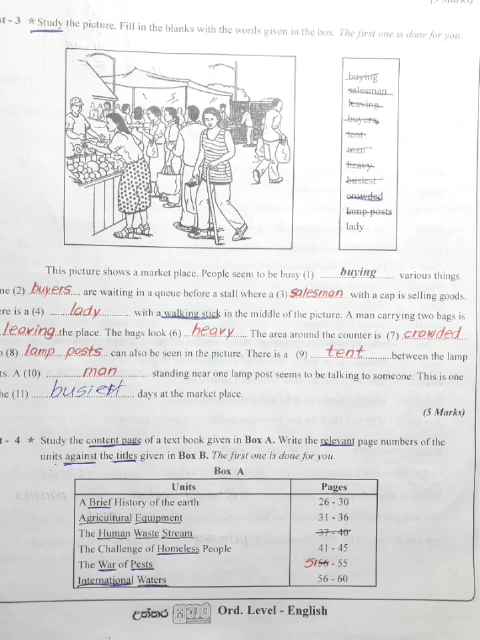 (5 Marks)
t - 3 ★ Study the picture. Fill in the blanks with the words given in the box. The first one is done for you.
buying
salesman
leaving
buyers
tent
man
heavy
busiest
crowded
lamp posts
lady
This picture shows a market place. People seem to be busy (1) ........buying........ various things.
me (2) buyers.... are waiting in a queue before a stall where a (3) salesman with a cap is selling goods.
ere is a (4) ......lady.......... with a walking stick in the middle of the picture. A man carrying two bags is
leaving the place. The bags look (6) ..heavy...... The area around the counter is (7) crowded
o (8) lamp posts can also be seen in the picture. There is a (9) .....tent........between the lamp
ts. A (10) ..........man.......... standing near one lamp post seems to be talking to someone. This is one
he (11) ......busiest...... days at the market place.
(5 Marks)
t - 4 ★ Study the content page of a text book given in Box A. Write the relevant page numbers of the
units against the titles given in Box B. The first one is done for you.
Box A
Units Pages
A Brief History of the earth 26 - 30
Agricultural Equipment 31 - 36
The Human Waste Stream 37 - 40
The Challenge of Homeless People 41 - 45
The War of Pests 5156 - 55
International Waters 56 - 60
උත්තර Ord. Level - English